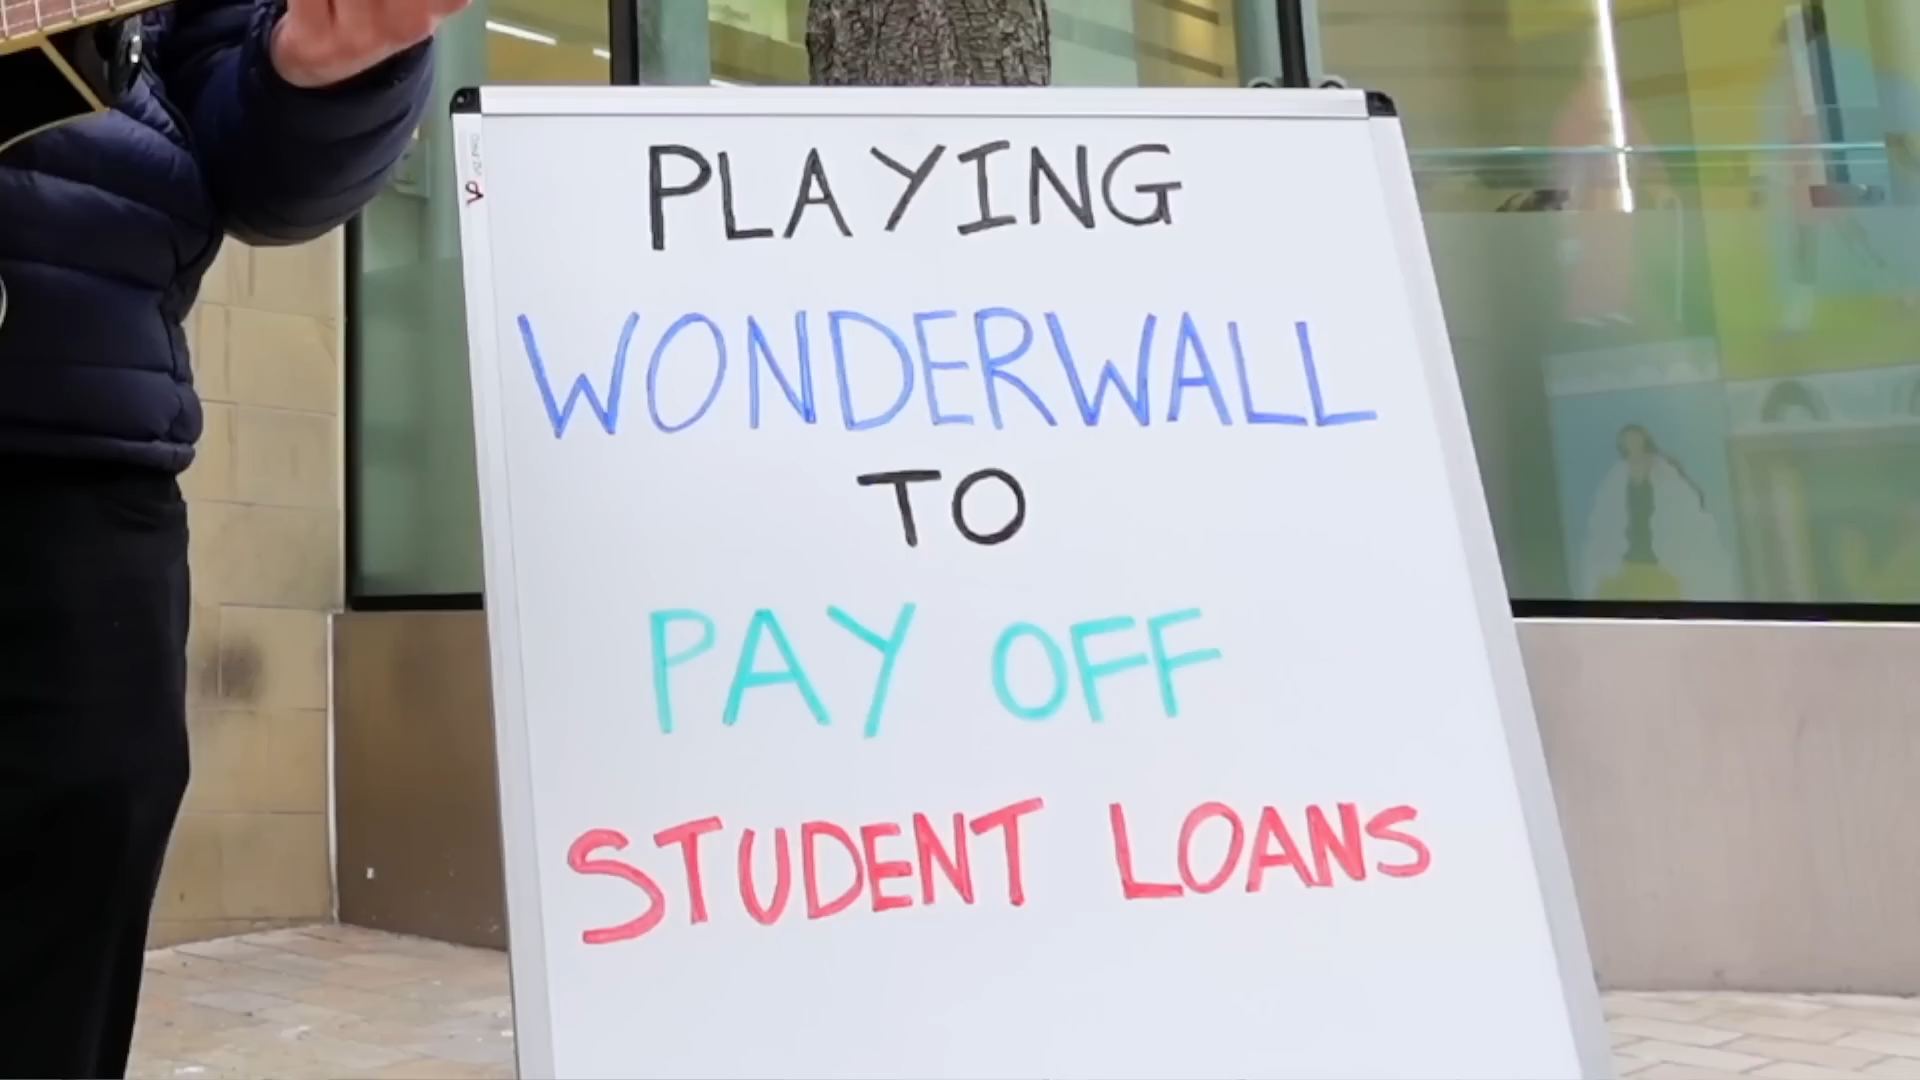 PLAYING
WONDERWALL
TO
PAY OFF
STUDENT LOANS